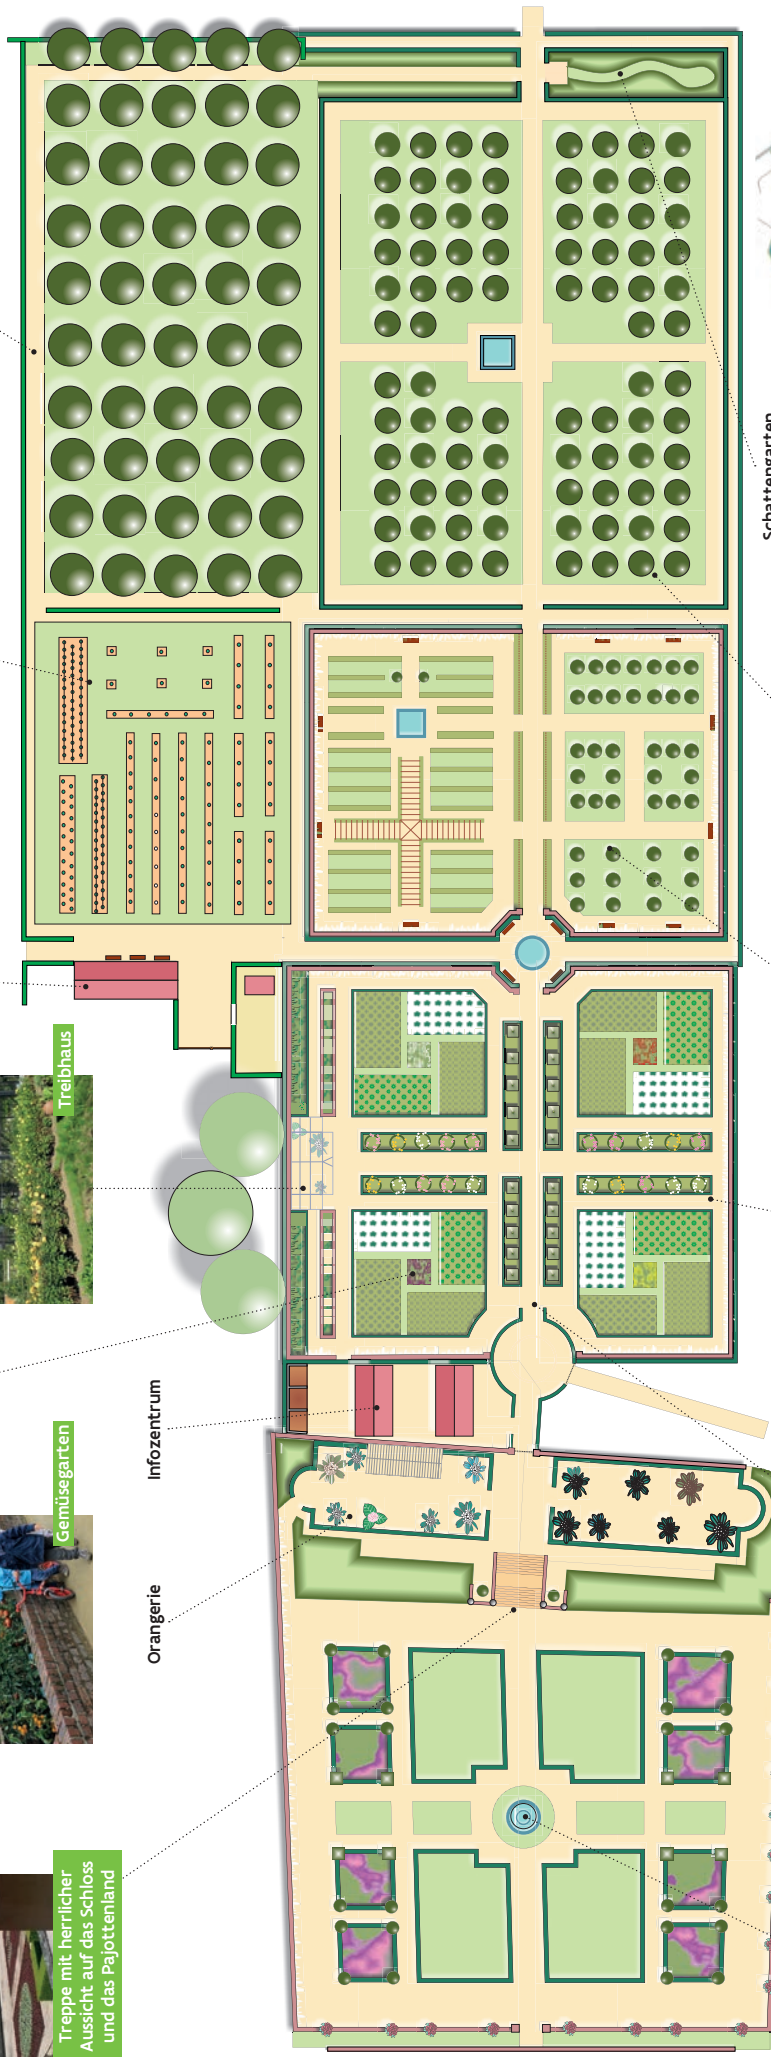 Schattengarten
Treibhaus
Infozentrum
Gemüsegarten
Orangerie
Treppe mit herrlicher
Aussicht auf das Schloss
und das Pajottenland